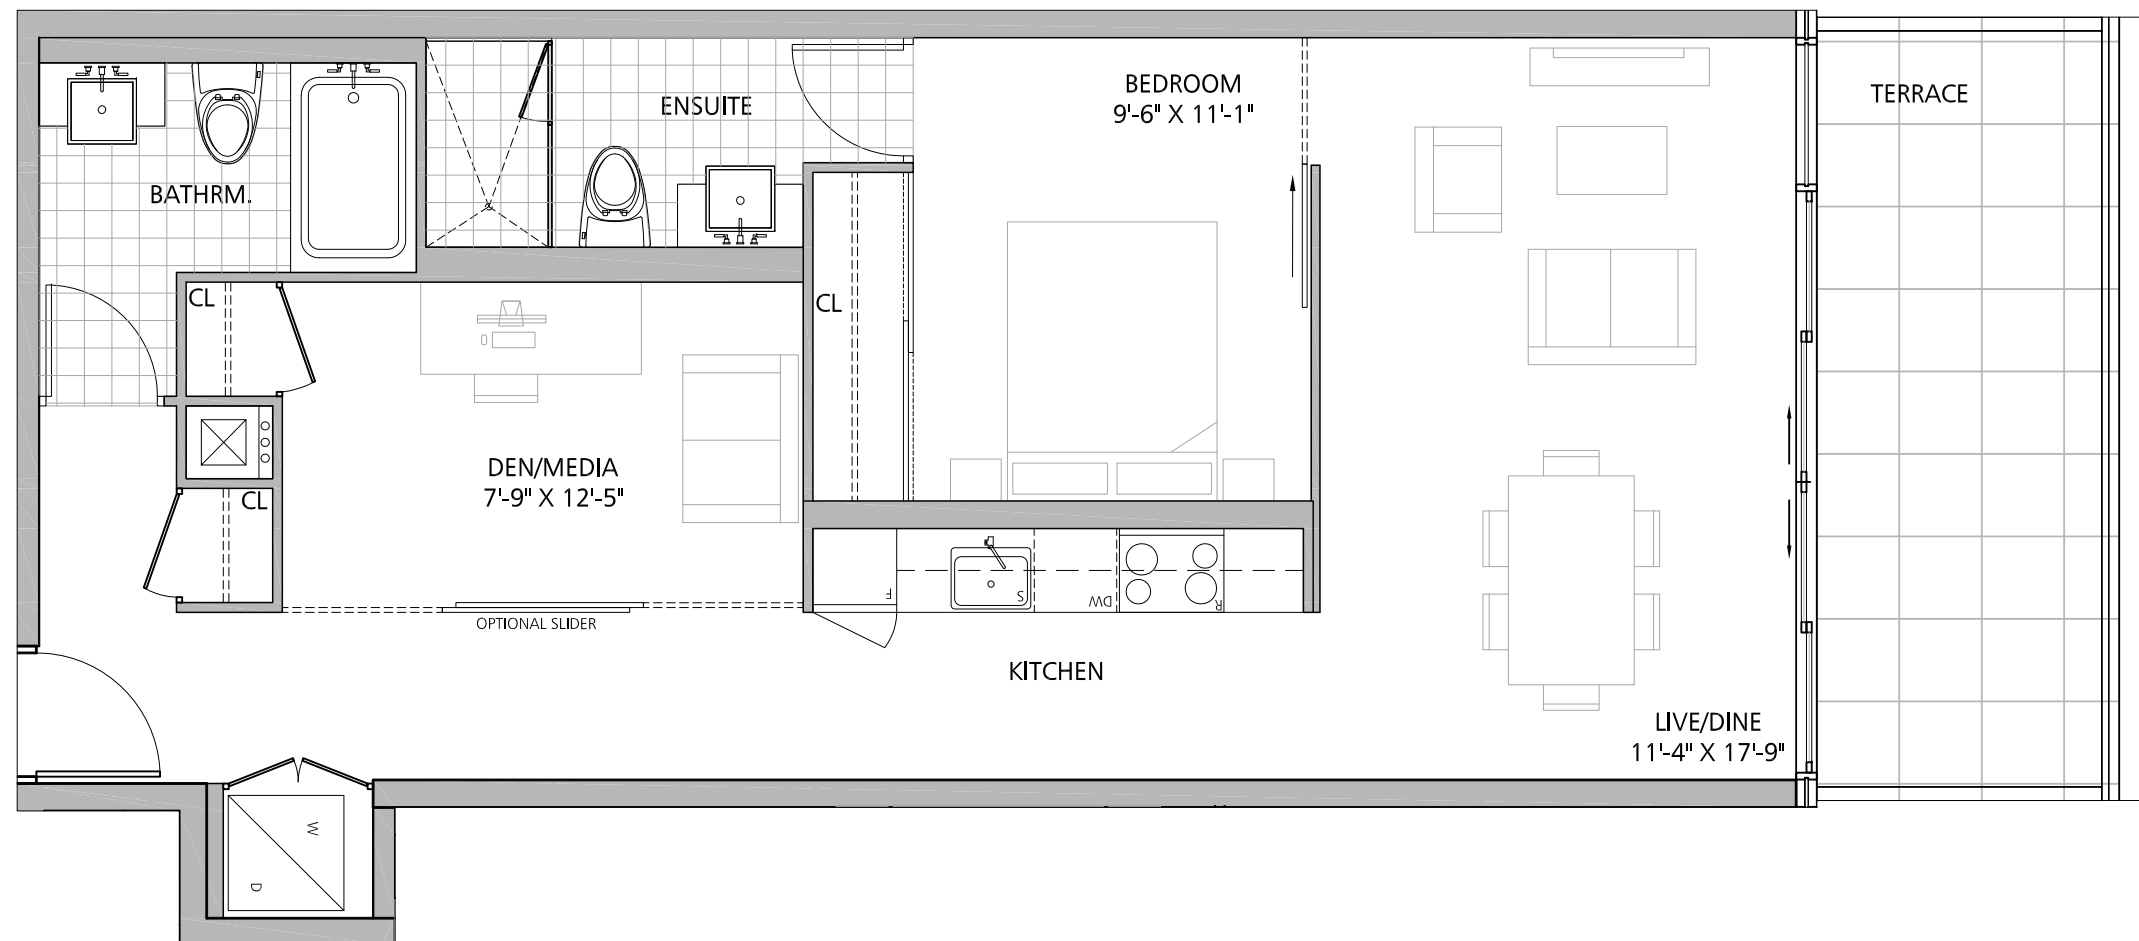 BEDROOM
9'-6" X 11'-1"
TERRACE
ENSUITE
BATHRM.
CL
CL
DEN/MEDIA
7'-9" X 12'-5"
CL
F
S
DW
R
OPTIONAL SLIDER
KITCHEN
LIVE/DINE
11'-4" X 17'-9"
W
D